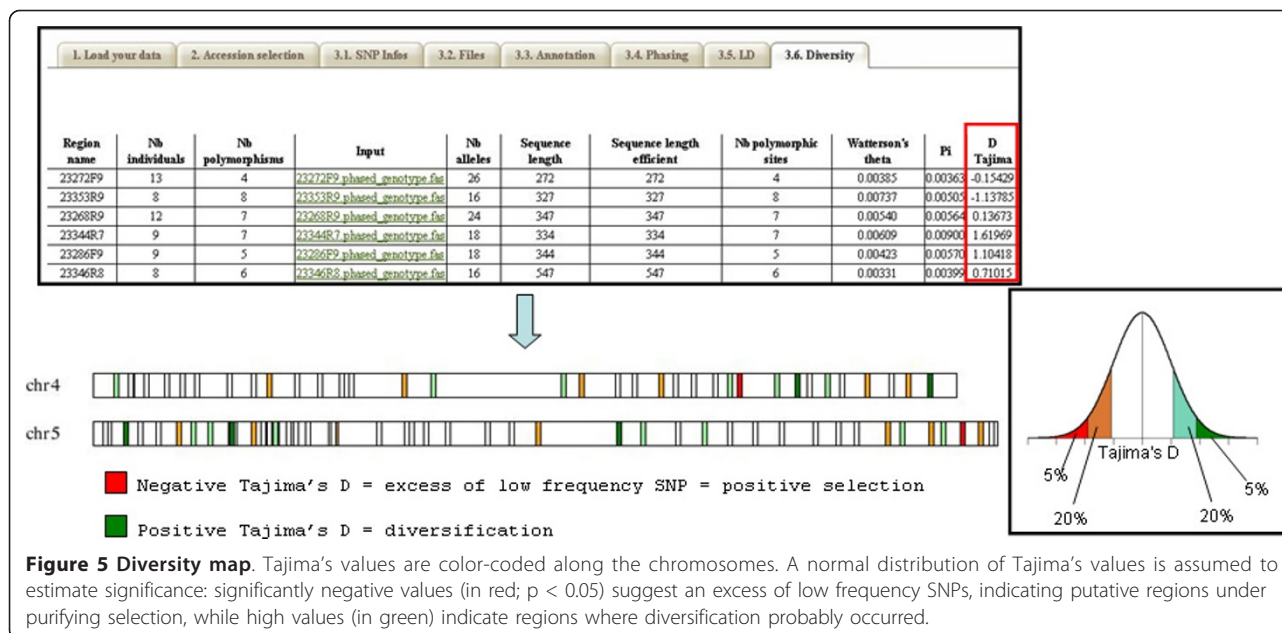 1. Load your data 2. Accession selection 3.1. SNP Infos 3.2. Files 3.3. Annotation 3.4. Phasing 3.5. LD 3.6. Diversity
Region name Nb individuals Nb polymorphisms Input Nb alleles Sequence length Sequence length efficient Nb polymorphic sites Watterson's theta Pi D Tajima
23272F9 13 4 23272F9.phased_genotype.fas 26 272 272 4 0.00385 0.00363 -0.15429
23353R9 8 8 23353R9.phased_genotype.fas 16 327 327 8 0.00737 0.00505 -1.13785
23268R9 12 7 23268R9.phased_genotype.fas 24 347 347 7 0.00540 0.00564 0.13673
23344R7 9 7 23344R7.phased_genotype.fas 18 334 334 7 0.00609 0.00900 1.61969
23286F9 9 5 23286F9.phased_genotype.fas 18 344 344 5 0.00423 0.00570 1.10418
23346R8 8 6 23346R8.phased_genotype.fas 16 547 547 6 0.00331 0.00399 0.71015
chr4
chr5
Negative Tajima's D = excess of low frequency SNP = positive selection
Positive Tajima's D = diversification
Tajima's D
5%
20%
20%
5%
Figure 5 Diversity map. Tajima's values are color-coded along the chromosomes. A normal distribution of Tajima's values is assumed to
estimate significance: significantly negative values (in red; p < 0.05) suggest an excess of low frequency SNPs, indicating putative regions under
purifying selection, while high values (in green) indicate regions where diversification probably occurred.